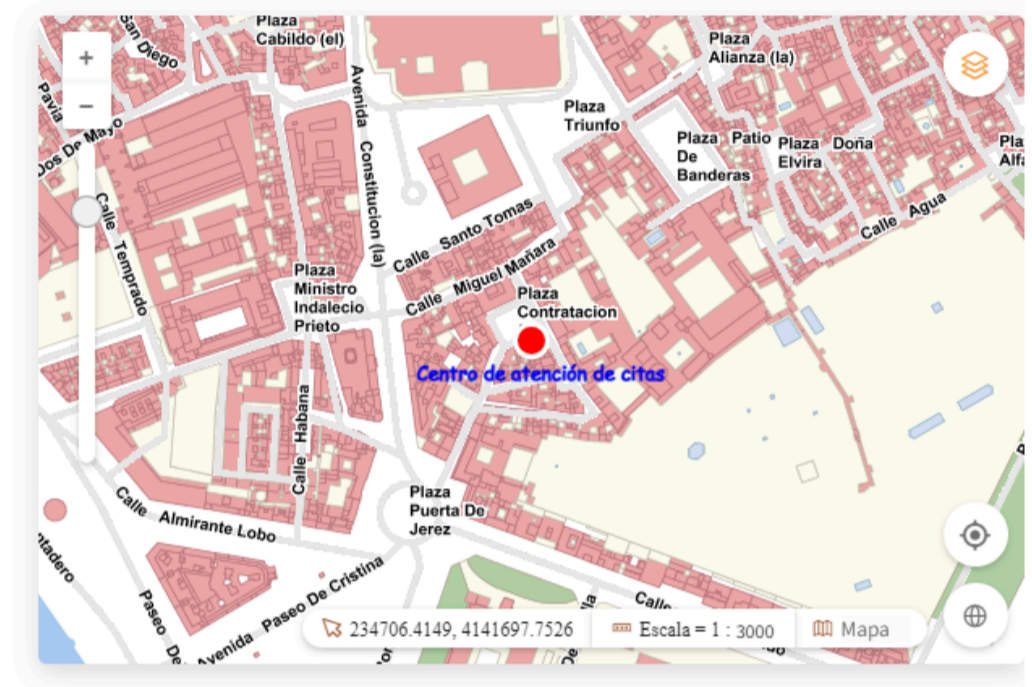 San Diego
Plaza
Cabildo (el)
Plaza
Alianza (la)
+
−
Pavia
Dos De Mayo
Avenida Constitucion (la)
Plaza
Triunfo
Plaza
De
Banderas
Patio
Plaza
Elvira
Doña
Calle Temprado
Calle Santo Tomas
Calle Agua
Calle Miguel Mañara
Plaza
Ministro
Indalecio
Prieto
Plaza
Contratacion
Centro de atención de citas
Calle Habana
Plaza
Puerta De
Jerez
Calle Almirante Lobo
Avenida Paseo De Cristina
Paseo De
Calle
234706.4149, 4141697.7526
Escala = 1 : 3000
Mapa